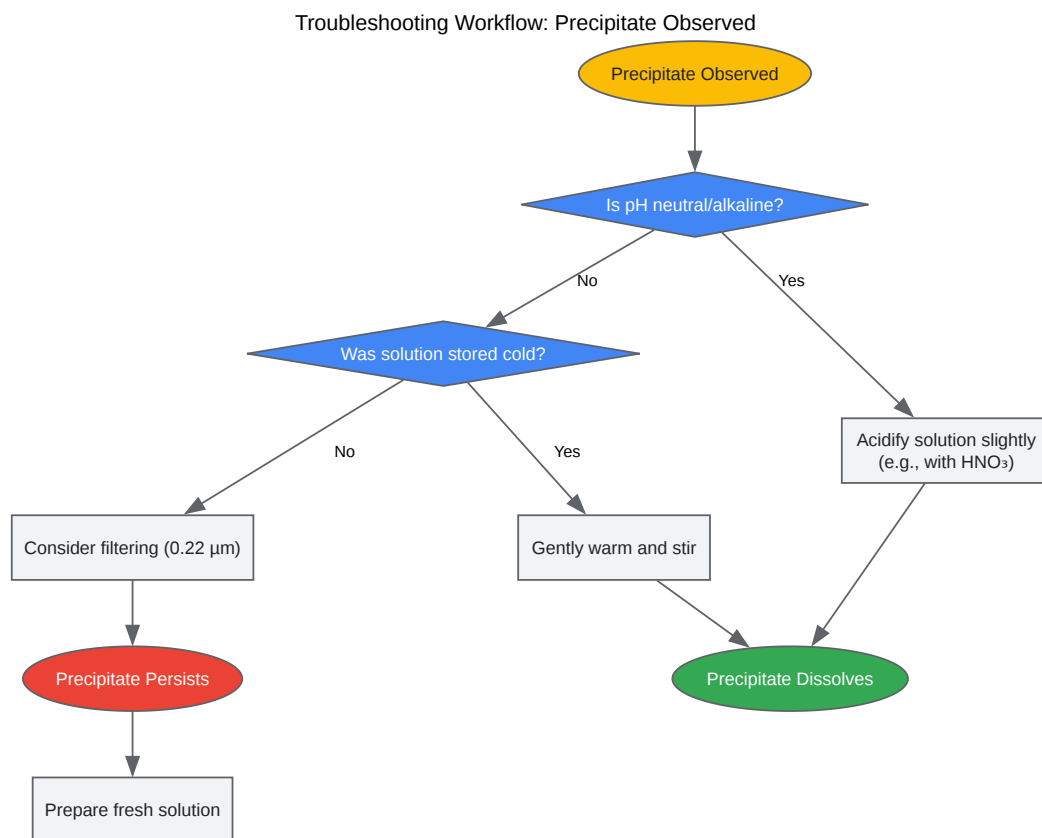 Troubleshooting Workflow: Precipitate Observed
Precipitate Observed
Is pH neutral/alkaline?
No
Yes
Was solution stored cold?
No
Yes
Acidify solution slightly
(e.g., with HNO₃)
Consider filtering (0.22 µm)
Gently warm and stir
Precipitate Persists
Precipitate Dissolves
Prepare fresh solution